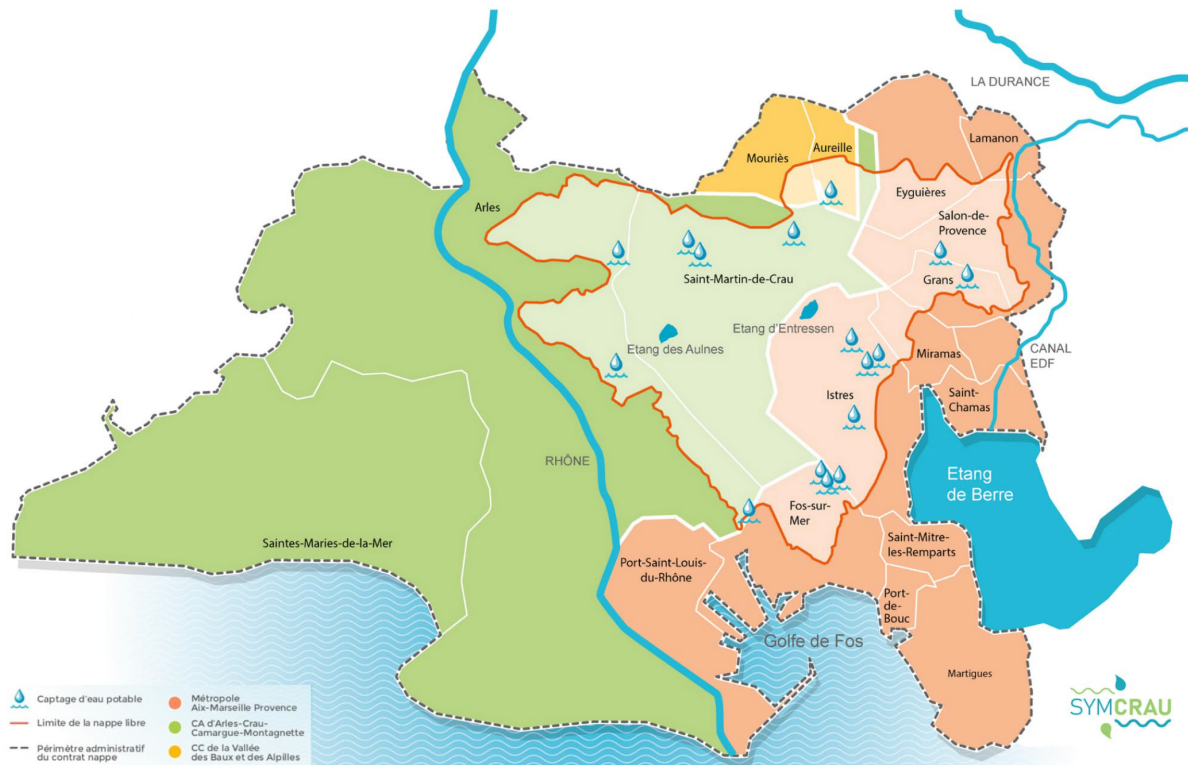 LA DURANCE
Lamanon
Aureille
Mouriès
Eyguières
Arles
Salon-de-
Provence
Saint-Martin-de-Crau
Grans
Etang d'Entressen
Etang des Aulnes
Miramas
CANAL
EDF
Istres
Saint-
Chamas
RHÔNE
Etang
de Berre
Fos-sur-
Mer
Saintes-Maries-de-la-Mer
Saint-Mitre-
les-Remparts
Port-Saint-Louis-
du-Rhône
Port-
de-
Bouc
Golfe de Fos
Martigues
Captage d'eau potable
Limite de la nappe libre
Périmètre administratif
du contrat nappe
Métropole
Aix-Marseille Provence
CA d'Arles-Crau-
Camargue-Montagnette
CC de la Vallée
des Baux et des Alpilles
SYMCRAU